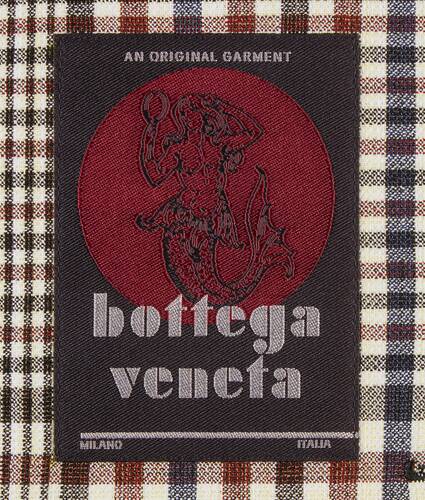 AN ORIGINAL GARMENT
bottega
veneta
MILANO ITALIA